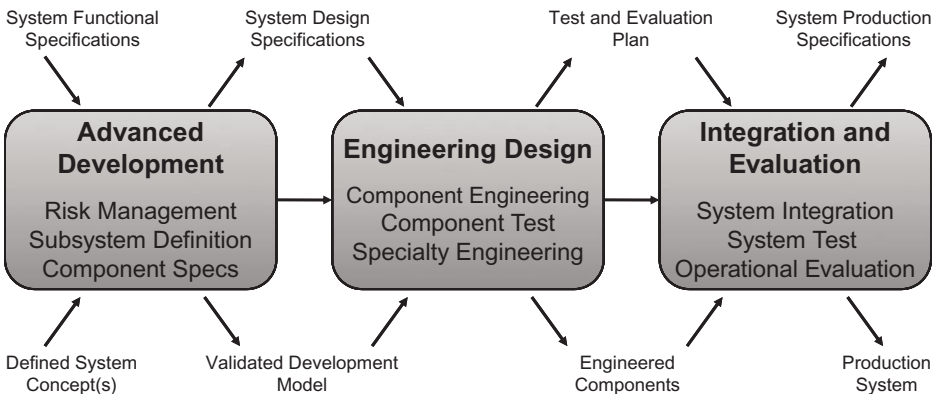 System Functional
Specifications
System Design
Specifications
Test and Evaluation
Plan
System Production
Specifications
Advanced
Development
Risk Management
Subsystem Definition
Component Specs
Engineering Design
Component Engineering
Component Test
Specialty Engineering
Integration and
Evaluation
System Integration
System Test
Operational Evaluation
Defined System
Concept(s)
Validated Development
Model
Engineered
Components
Production
System